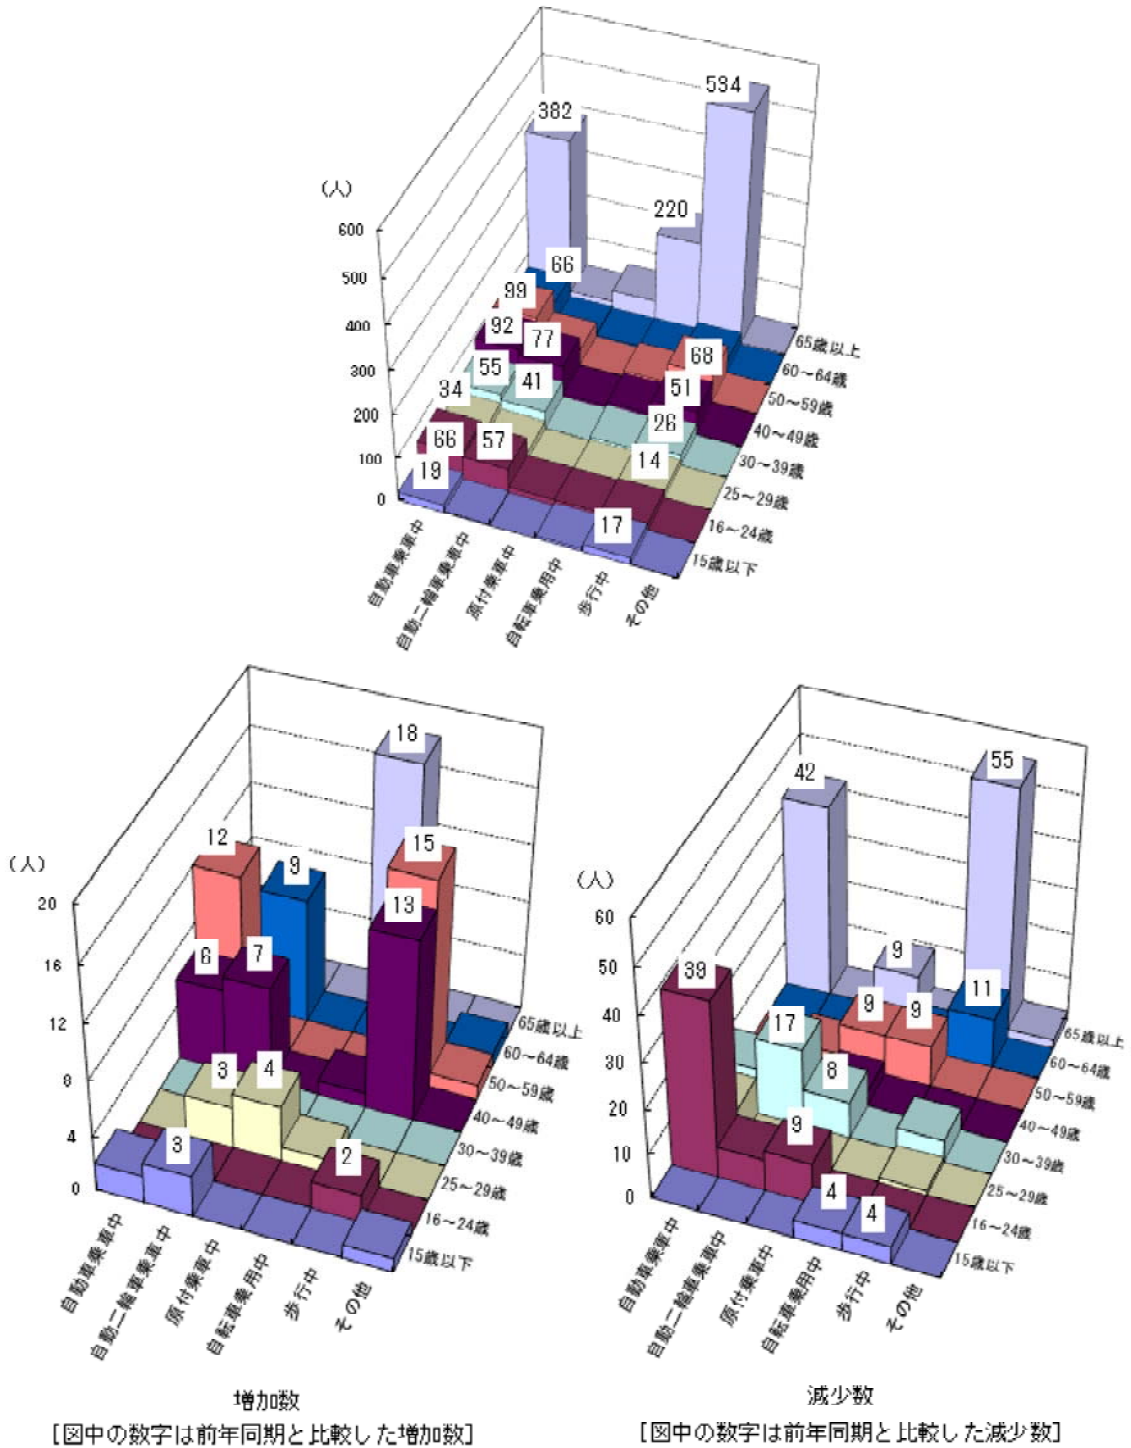 534
382
(人)
220
600
66
500
99
400
92
77
68
65歳以上
300
55
41
51
60～64歳
200
34
26
50～59歳
100
66
57
14
40～49歳
19
30～39歳
0
17
25～29歳
16～24歳
15歳以下
自動車乗車中
自動二輪車乗車中
原付乗車中
自転車乗用中
歩行中
その他
18
12
15
(人)
9
20
13
6
7
16
12
3
4
65歳以上
8
60～64歳
3
2
50～59歳
4
40～49歳
0
30～39歳
25～29歳
16～24歳
15歳以下
自動車乗車中
自動二輪車乗車中
原付乗車中
自転車乗用中
歩行中
その他
増加数
[図中の数字は前年同期と比較した増加数]
55
42
(人)
60
9
50
39
11
9
9
40
17
65歳以上
30
8
60～64歳
20
9
50～59歳
10
4
4
40～49歳
0
30～39歳
25～29歳
16～24歳
15歳以下
自動車乗車中
自動二輪車乗車中
原付乗車中
自転車乗用中
歩行中
その他
減少数
[図中の数字は前年同期と比較した減少数]